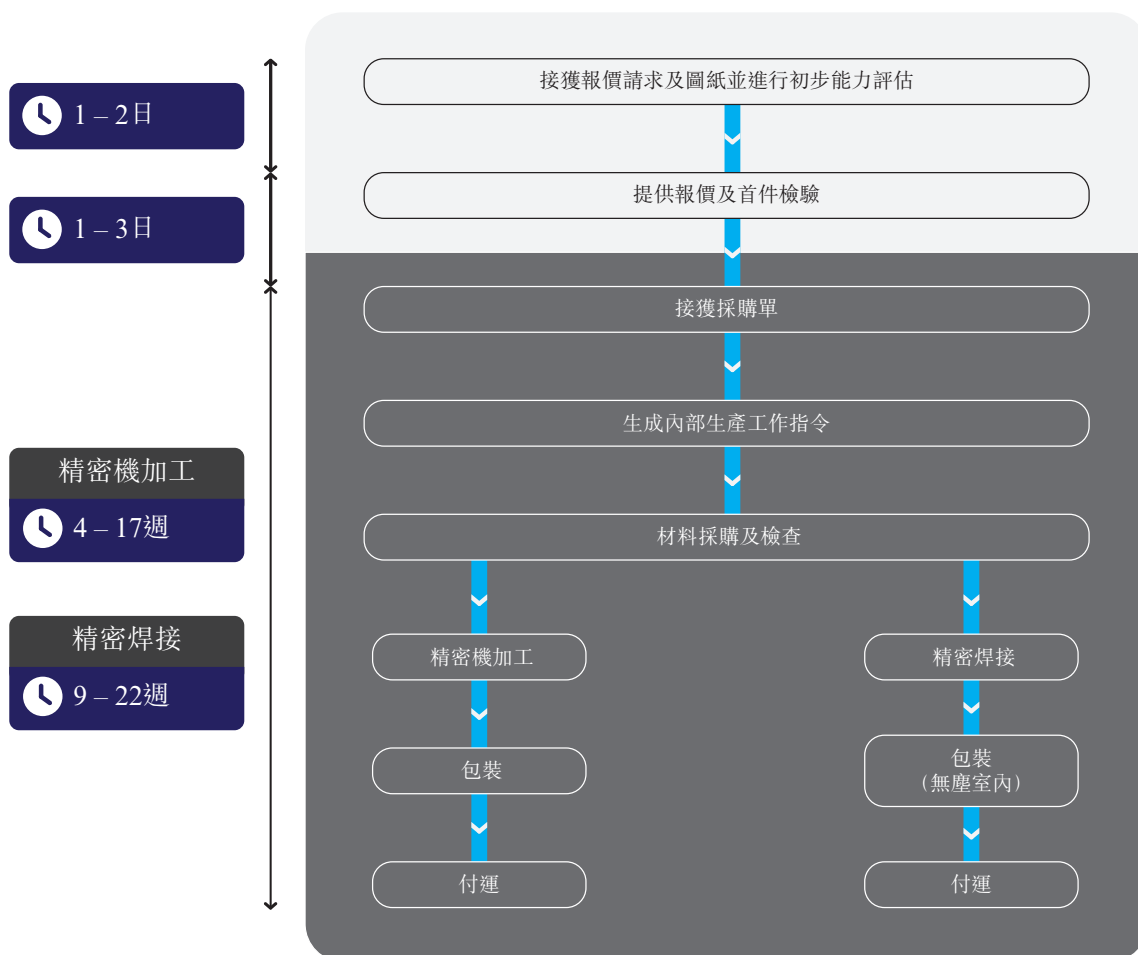 接獲報價請求及圖紙並進行初步能力評估
1 – 2日
提供報價及首件檢驗
1 – 3日
接獲採購單
生成內部生產工作指令
精密機加工
4 – 17週
材料採購及檢查
精密焊接
9 – 22週
精密機加工
精密焊接
包裝
包裝
（無塵室內）
付運
付運